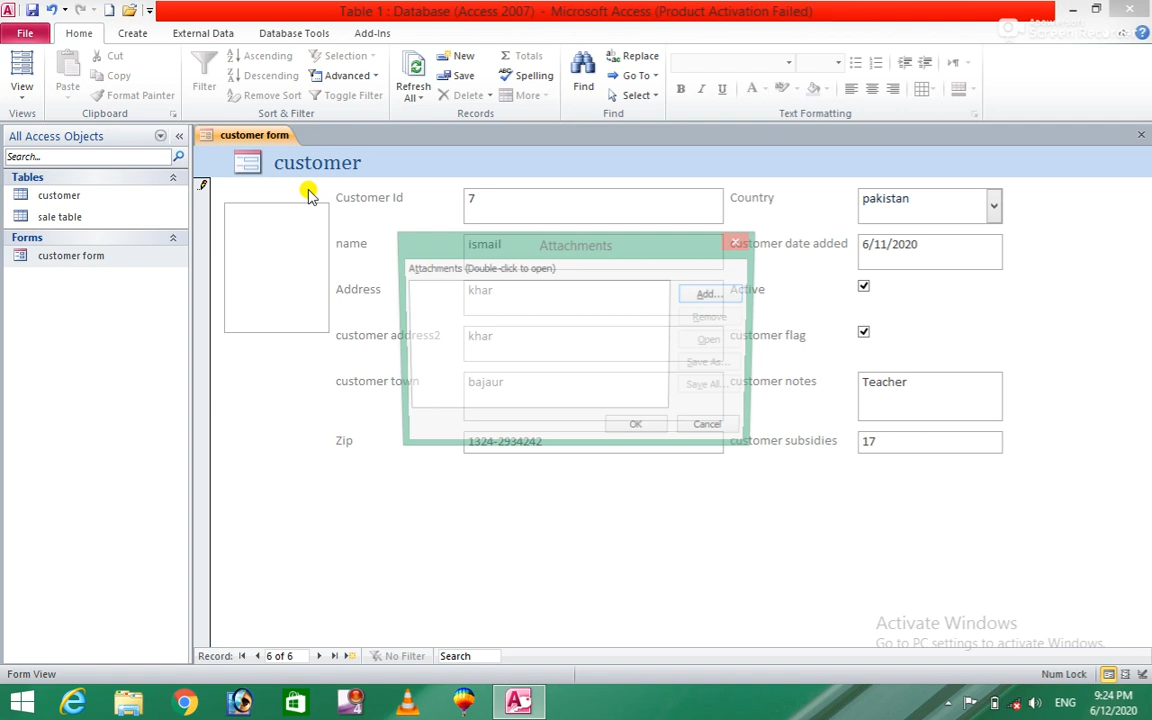 Table 1 : Database (Access 2007) - Microsoft Access (Product Activation Failed)
File Home Create External Data Database Tools Add-Ins
View
Views
Paste
Cut
Copy
Format Painter
Clipboard
Filter
Ascending
Descending
Remove Sort
Selection
Advanced
Toggle Filter
Sort & Filter
Refresh All
New
Save
Delete
Totals
Spelling
More
Records
Find
Replace
Go To
Select
Find
B I U A
Text Formatting
All Access Objects
Search...
Tables
customer
sale table
Forms
customer form
customer form
customer
Customer Id 7 Country pakistan
name ismail customer date added 6/11/2020
Address khar Active
customer address2 khar customer flag
customer town bajaur customer notes Teacher
Zip 1324-2934242 customer subsidies 17
Attachments
Attachments (Double-click to open)
Add...
Remove
Open
Save As...
Save All...
OK Cancel
Activate Windows
Go to PC settings to activate Windows.
Record: 6 of 6 No Filter Search
Form View Num Lock
ENG
9:24 PM
6/12/2020